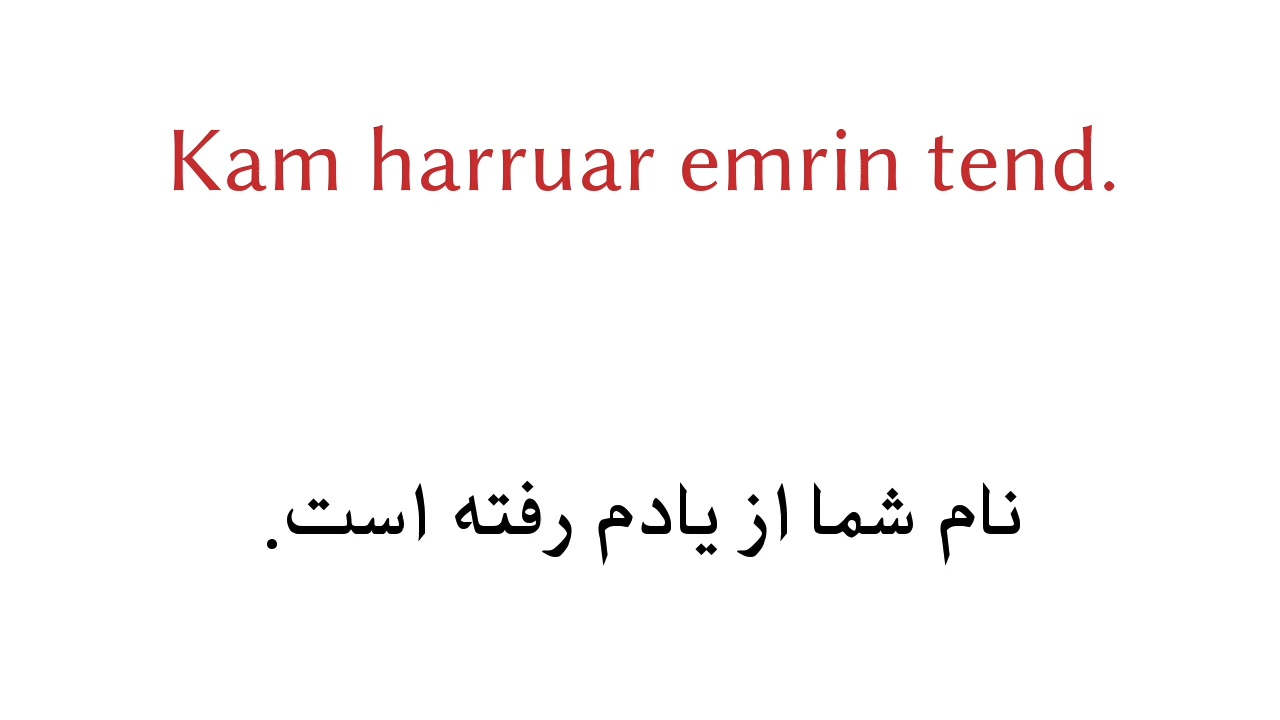 Kam harruar emrin tend.
نام شما از یادم رفته است.